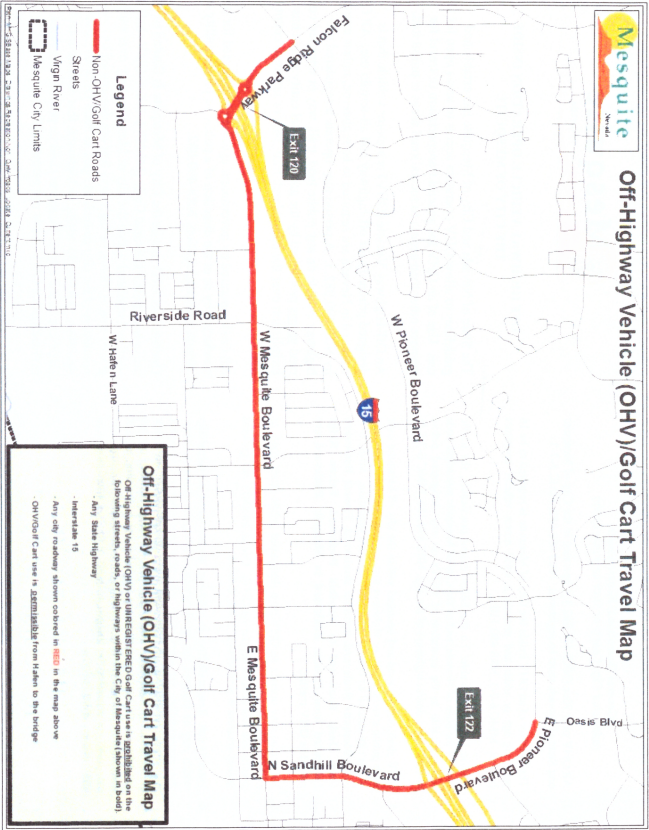 Mesquite
Nevada
Off-Highway Vehicle (OHV)/Golf Cart Travel Map
Falcon Ridge Parkway
Exit 120
W Pioneer Boulevard
15
Oasis Blvd
E Pioneer Boulevard
Exit 122
N Sandhill Boulevard
W Mesquite Boulevard
E Mesquite Boulevard
Riverside Road
W Hafen Lane
Legend
Non-OHV/Golf Cart Roads
Streets
Virgin River
Mesquite City Limits
Off-Highway Vehicle (OHV)/Golf Cart Travel Map
Off-Highway Vehicle (OHV) or UNREGISTERED Golf Cart use is prohibited on the
following streets, roads, or highways within the City of Mesquite (shown in bold).
· Any State Highway
· Interstate 15
· Any city roadway shown colored in RED in the map above
· OHV/Golf Cart use is permissible from Hafen to the bridge